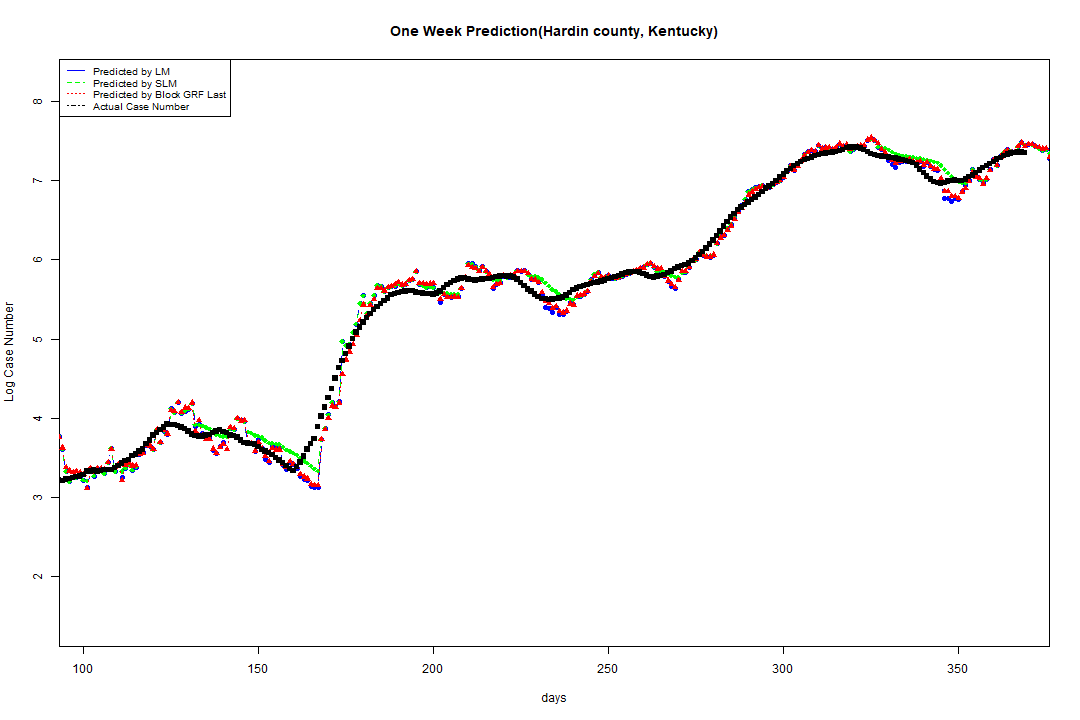 One Week Prediction(Hardin county, Kentucky)
Predicted by LM
Predicted by SLM
Predicted by Block GRF Last
Actual Case Number
8
7
6
5
4
3
2
Log Case Number
100 150 200 250 300 350
days